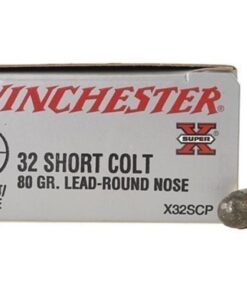 WINCHESTER
32 SHORT COLT
80 GR. LEAD-ROUND NOSE
X
SUPER
X32SCP